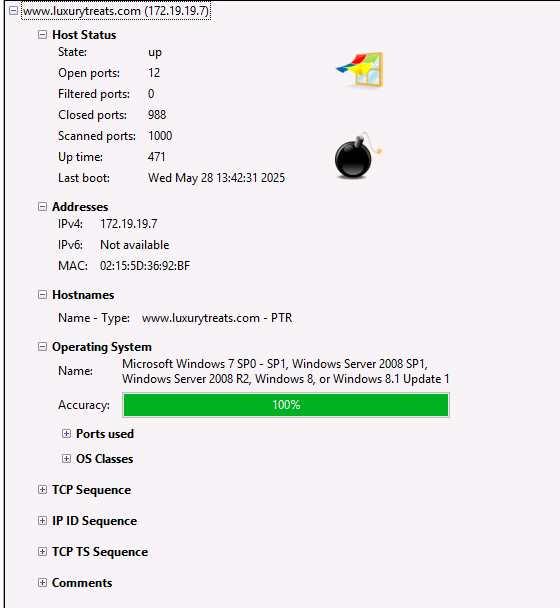 www.luxurytreats.com (172.19.19.7)
Host Status
State: up
Open ports: 12
Filtered ports: 0
Closed ports: 988
Scanned ports: 1000
Up time: 471
Last boot: Wed May 28 13:42:31 2025
Addresses
IPv4: 172.19.19.7
IPv6: Not available
MAC: 02:15:5D:36:92:BF
Hostnames
Name - Type: www.luxurytreats.com - PTR
Operating System
Name: Microsoft Windows 7 SP0 - SP1, Windows Server 2008 SP1,
Windows Server 2008 R2, Windows 8, or Windows 8.1 Update 1
Accuracy: 100%
Ports used
OS Classes
TCP Sequence
IP ID Sequence
TCP TS Sequence
Comments